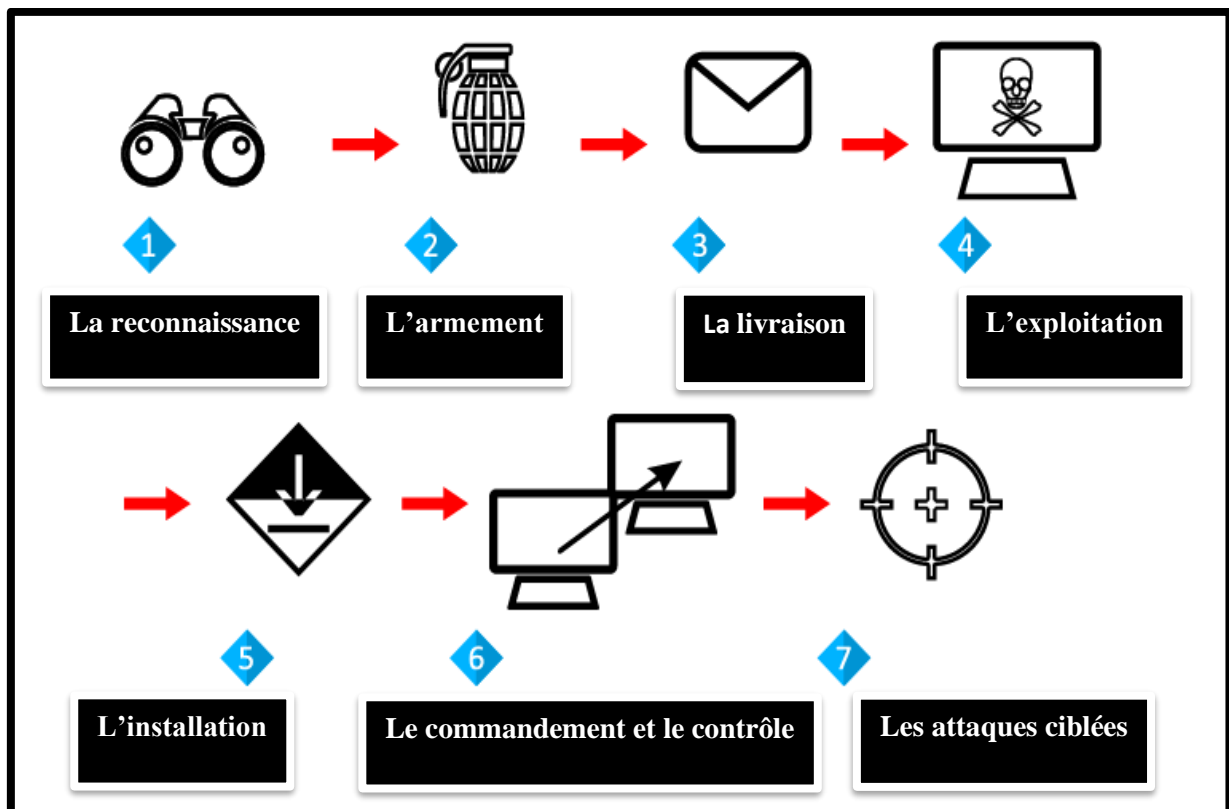 1
2
3
4
La reconnaissance
L’armement
La livraison
L’exploitation
5
6
7
L’installation
Le commandement et le contrôle
Les attaques ciblées